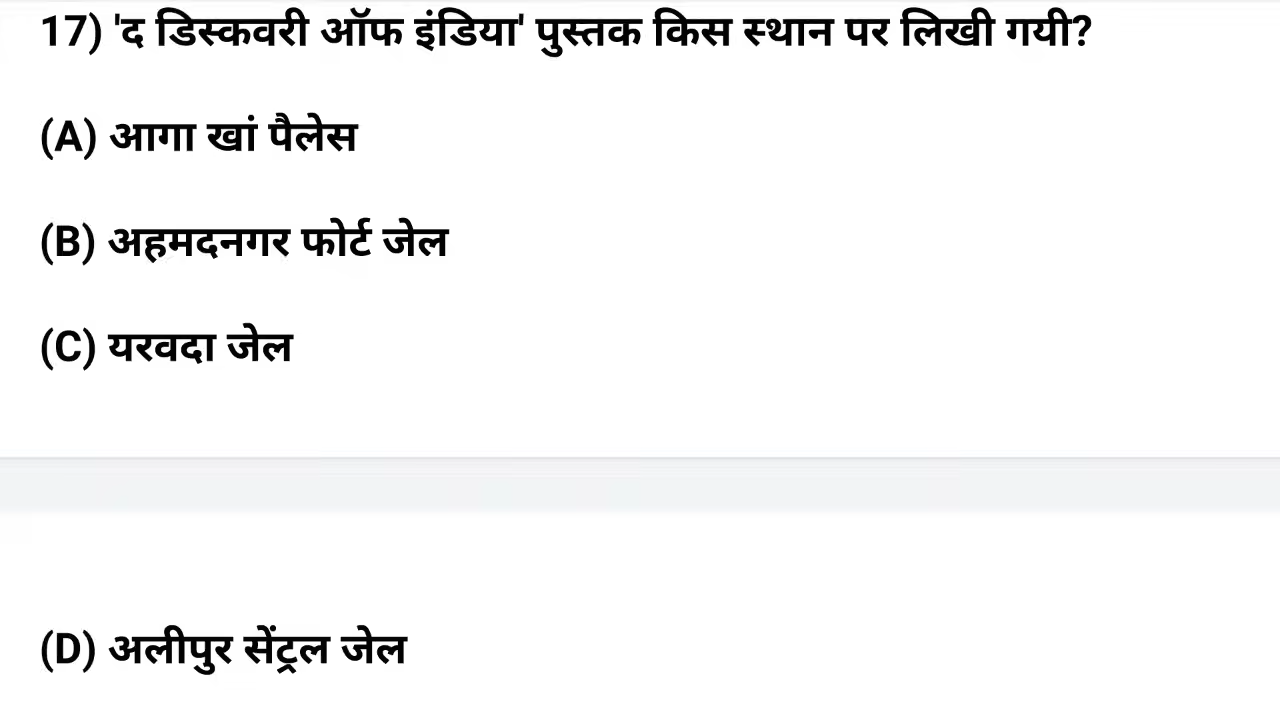 17) 'द डिस्कवरी ऑफ इंडिया' पुस्तक किस स्थान पर लिखी गयी?
(A) आगा खां पैलेस
(B) अहमदनगर फोर्ट जेल
(C) यरवदा जेल
(D) अलीपुर सेंट्रल जेल